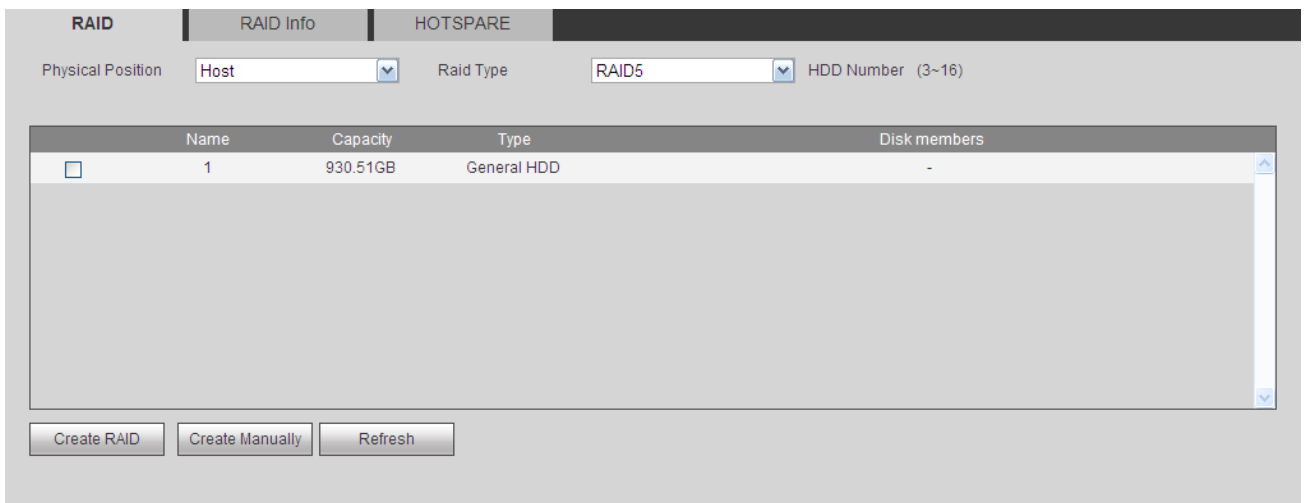 RAID RAID Info HOTSPARE
Physical Position Host Raid Type RAID5 HDD Number (3~16)
Name Capacity Type Disk members
1 930.51GB General HDD -
Create RAID Create Manually Refresh